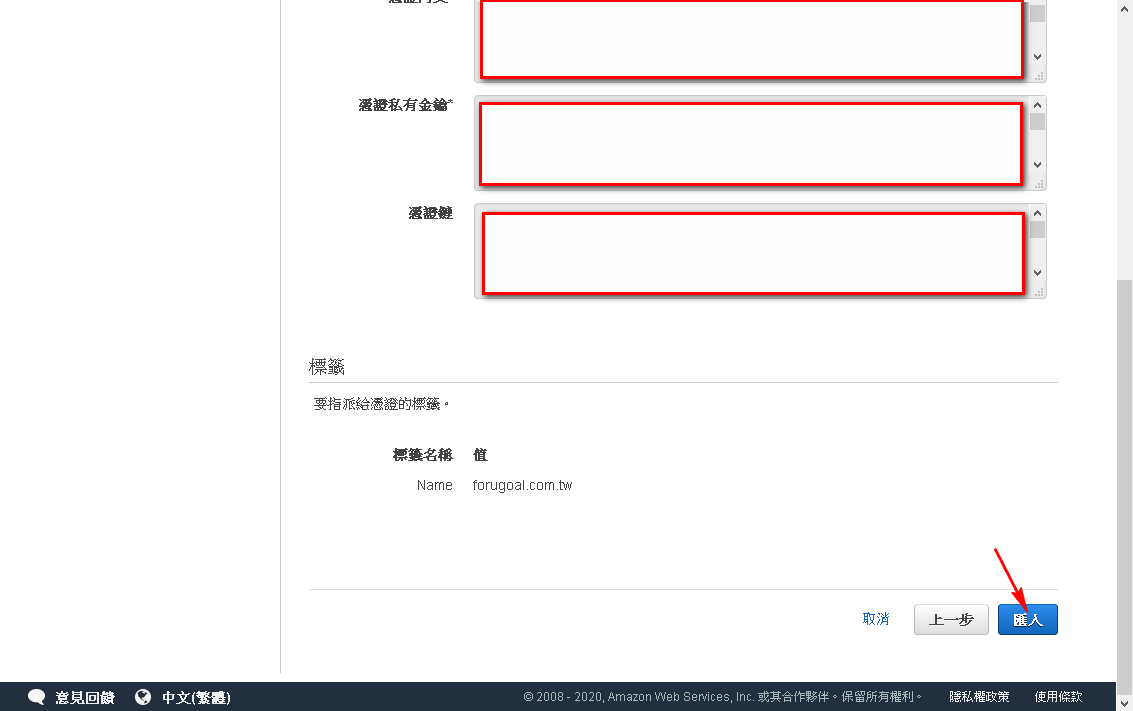 憑證私有金鑰*
憑證鏈
標籤
要指派給憑證的標籤。
標籤名稱 值
Name forugoal.com.tw
取消 上一步 匯入
意見回饋 中文(繁體) © 2008 - 2020, Amazon Web Services, Inc. 或其合作夥伴。保留所有權利。 隱私權政策 使用條款